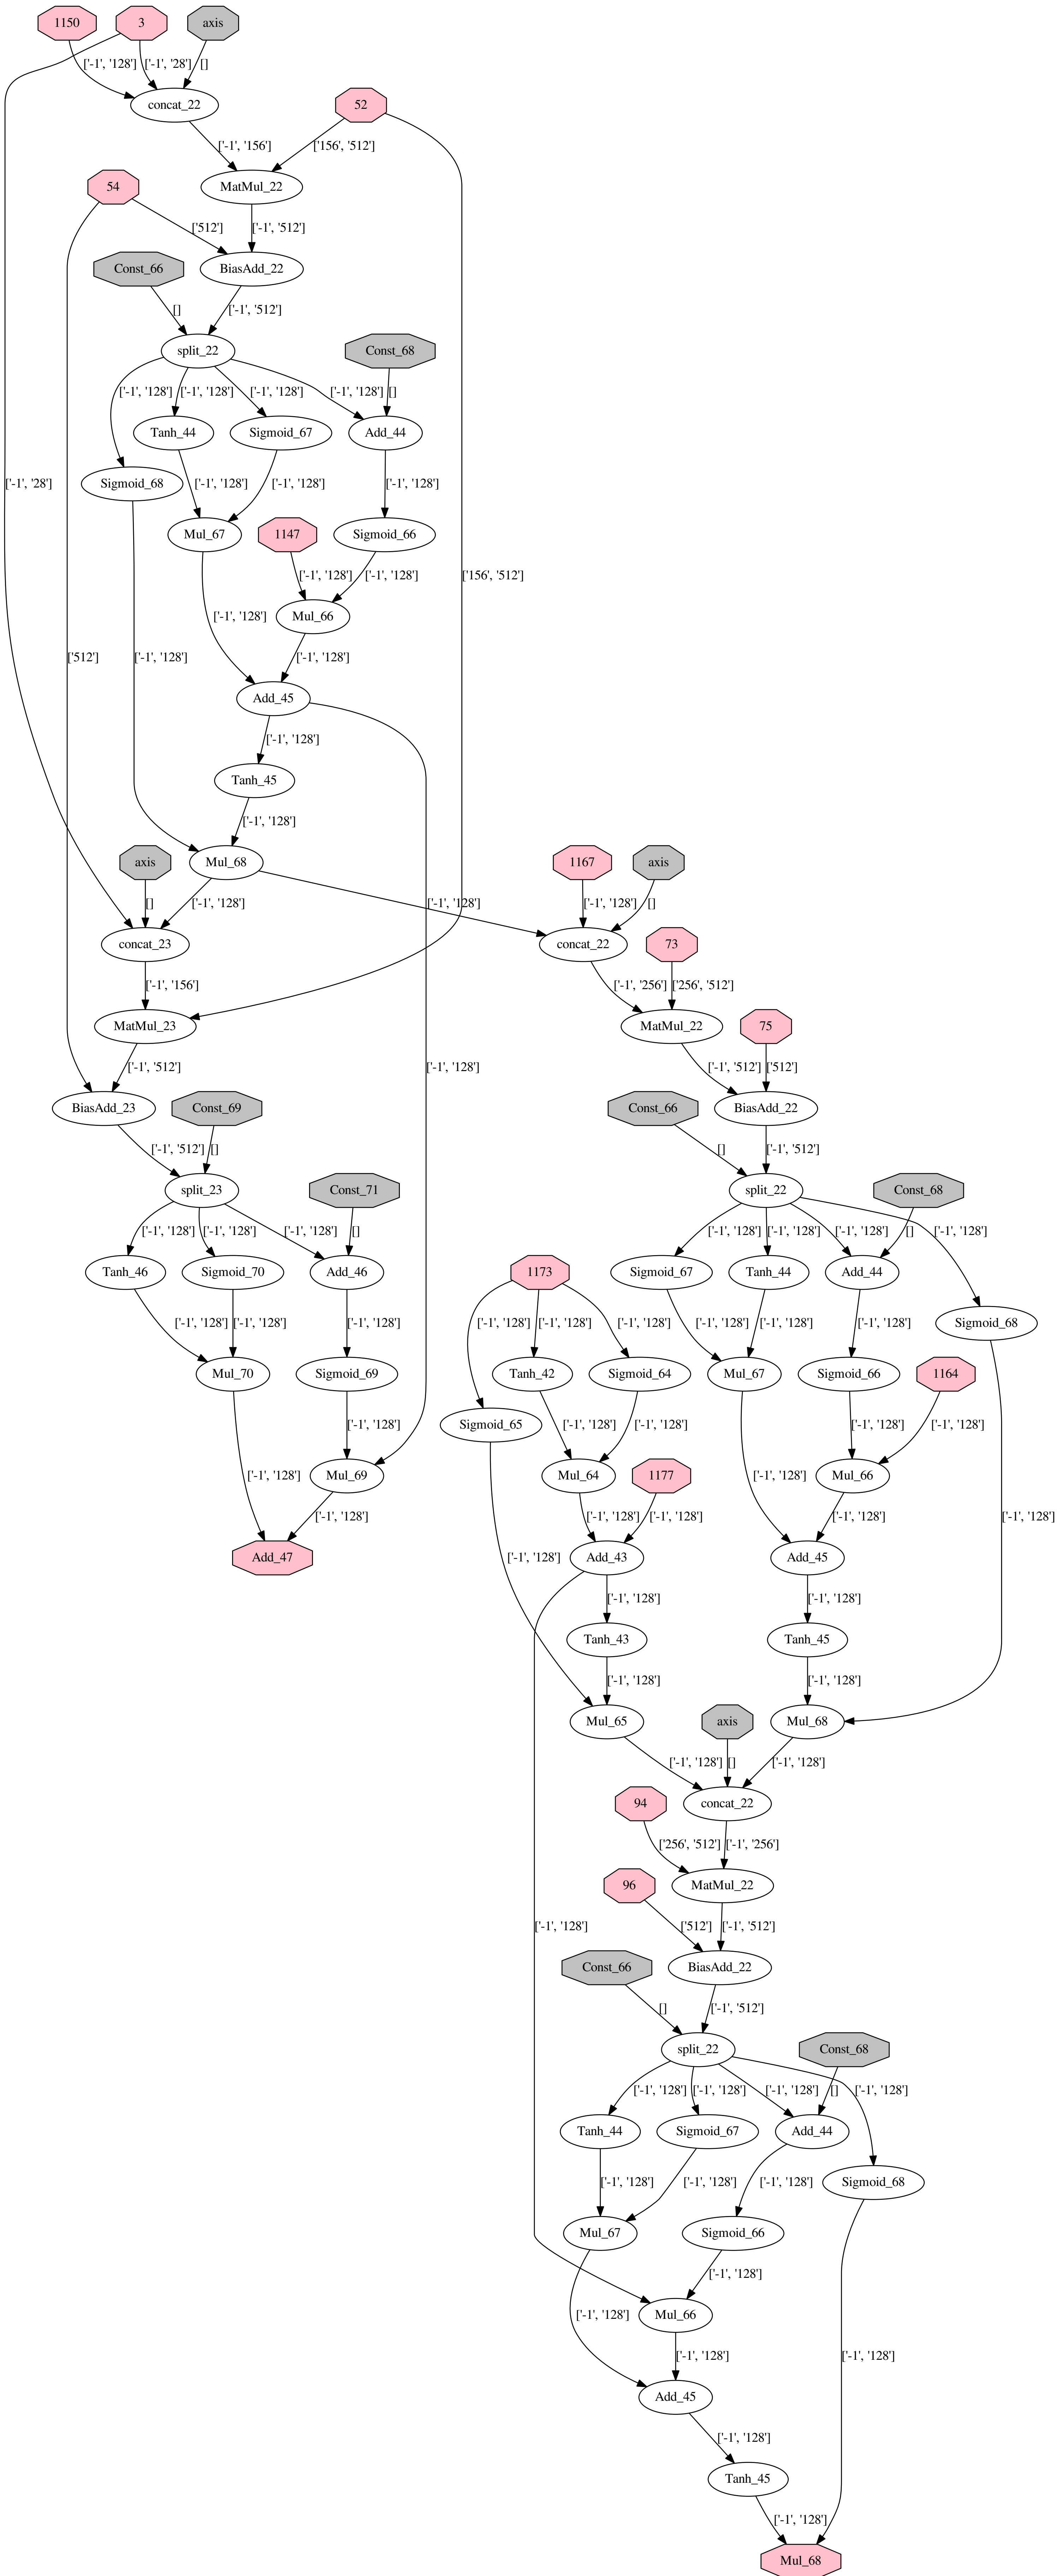 1150 3 axis
['-1', '128'] ['-1', '28'] []
concat_22 52
['-1', '156'] ['156', '512']
54 MatMul_22
['512'] ['-1', '512']
Const_66 BiasAdd_22
[] ['-1', '512']
split_22 Const_68
['-1', '128'] ['-1', '128'] ['-1', '128'] ['-1', '128'] []
Tanh_44 Sigmoid_67 Add_44
['-1', '28'] Sigmoid_68 ['-1', '128'] ['-1', '128'] ['-1', '128']
Mul_67 1147 Sigmoid_66
['-1', '128'] ['-1', '128'] ['156', '512']
Mul_66
['-1', '128']
['512'] ['-1', '128'] ['-1', '128']
Add_45
['-1', '128']
Tanh_45
['-1', '128']
axis Mul_68 1167 axis
[] ['-1', '128'] ['-1', '128'] ['-1', '128'] []
concat_23 concat_22 73
['-1', '156'] ['-1', '256'] ['256', '512']
MatMul_23 MatMul_22 75
['-1', '512'] ['-1', '128'] ['-1', '512'] ['512']
BiasAdd_23 Const_69 Const_66 BiasAdd_22
['-1', '512'] [] [] ['-1', '512']
split_23 Const_71 split_22 Const_68
['-1', '128'] ['-1', '128'] ['-1', '128'] [] ['-1', '128'] ['-1', '128'] ['-1', '128'] [] ['-1', '128']
Tanh_46 Sigmoid_70 Add_46 1173 Sigmoid_67 Tanh_44 Add_44
['-1', '128'] ['-1', '128'] ['-1', '128'] ['-1', '128'] ['-1', '128'] ['-1', '128'] ['-1', '128'] ['-1', '128'] ['-1', '128'] Sigmoid_68
Mul_70 Sigmoid_69 Tanh_42 Sigmoid_64 Mul_67 Sigmoid_66 1164
['-1', '128'] Sigmoid_65 ['-1', '128'] ['-1', '128'] ['-1', '128'] ['-1', '128']
['-1', '128'] Mul_69 Mul_64 1177 ['-1', '128'] Mul_66
['-1', '128'] ['-1', '128'] ['-1', '128'] ['-1', '128'] ['-1', '128']
Add_47 ['-1', '128'] Add_43 Add_45
['-1', '128'] ['-1', '128']
Tanh_43 Tanh_45
['-1', '128'] ['-1', '128']
Mul_65 axis Mul_68
['-1', '128'] [] ['-1', '128']
94 concat_22
['256', '512'] ['-1', '256']
96 MatMul_22
['-1', '128'] ['512'] ['-1', '512']
Const_66 BiasAdd_22
[] ['-1', '512']
split_22 Const_68
['-1', '128'] ['-1', '128'] ['-1', '128'] [] ['-1', '128']
Tanh_44 Sigmoid_67 Add_44
['-1', '128'] ['-1', '128'] ['-1', '128'] Sigmoid_68
Mul_67 Sigmoid_66
['-1', '128']
['-1', '128'] Mul_66
['-1', '128'] ['-1', '128']
Add_45
['-1', '128']
Tanh_45
['-1', '128']
Mul_68